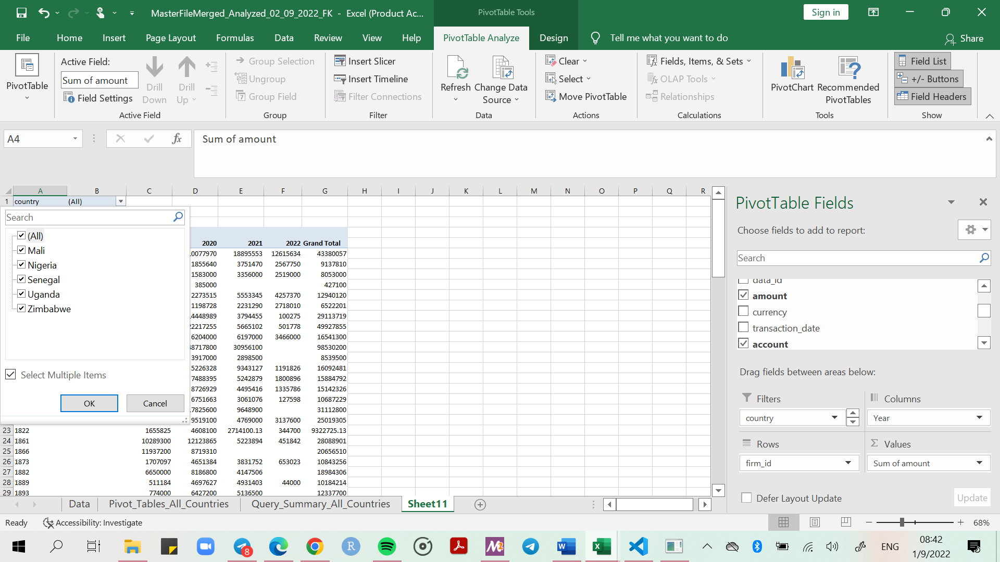 MasterFileMerged_Analyzed_02_09_2022_FK - Excel (Product Ac...
PivotTable Tools
Sign in
File Home Insert Page Layout Formulas Data Review View Help PivotTable Analyze Design Tell me what you want to do Share
PivotTable
Active Field:
Sum of amount
Field Settings
Drill Down
Drill Up
Active Field
Group Selection
Ungroup
Group Field
Group
Insert Slicer
Insert Timeline
Filter Connections
Filter
Refresh
Change Data Source
Data
Clear
Select
Move PivotTable
Actions
Fields, Items, & Sets
OLAP Tools
Relationships
Calculations
PivotChart
Recommended PivotTables
Tools
Field List
+/- Buttons
Field Headers
Show
A4
fx
Sum of amount
A B C D E F G H I J K L M N O P Q R
1 country (All)
Search
(All)
Mali
Nigeria
Senegal
Uganda
Zimbabwe
Select Multiple Items
OK Cancel
2020 2021 2022 Grand Total
0077970 18895553 12615634 43380057
1855640 3751470 2567750 9137810
1583000 3356000 2519000 8053000
385000 427100
2273515 5553345 4257370 12940120
1198728 2231290 2718010 6522201
4448989 3794455 100275 29113719
22217255 5665102 501778 49927855
6204000 6197000 3466000 16541300
8717800 30956100 98530200
3917000 2898500 8539500
5226328 9343127 1191826 16092481
7488395 5242879 1800896 15884792
8726929 4495416 1335786 15142326
6751663 3061076 127598 10687229
7825600 9648900 31112800
9519100 4769000 3137600 25019305
23 1822 1655825 4608100 2714100.13 344700 9322725.13
24 1861 10289300 12123865 5223894 451842 28088901
25 1866 11937200 8719310 20656510
26 1873 1707097 4651384 3831752 653023 10843256
27 1882 6650000 8186800 4147506 18984306
28 1889 511184 4697627 4931403 44000 10184214
29 1893 774000 6427200 5136500 12337700
PivotTable Fields
Choose fields to add to report:
Search
data_id
amount
currency
transaction_date
account
Drag fields between areas below:
Filters
country
Columns
Year
Rows
firm_id
Σ Values
Sum of amount
Defer Layout Update
Update
Data Pivot_Tables_All_Countries Query_Summary_All_Countries Sheet11
Ready Accessibility: Investigate
68%
8
R
M2
W
X
ENG
08:42
1/9/2022